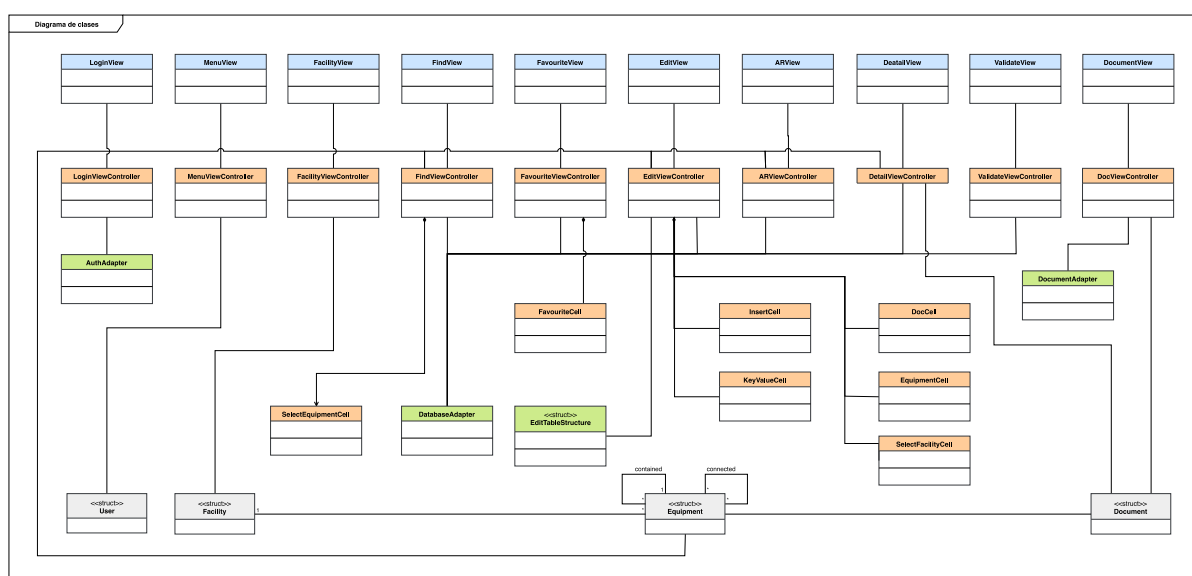 Diagrama de clases
LoginView
MenuView
FacilityView
FindView
FavouriteView
EditView
ARView
DeatailView
ValidateView
DocumentView
LoginViewController
MenuViewController
FacilityViewController
FindViewController
FavouriteViewController
EditViewController
ARViewController
DetailViewController
ValidateViewController
DocViewController
AuthAdapter
DocumentAdapter
FavouriteCell
InsertCell
DocCell
KeyValueCell
EquipmentCell
SelectEquipmentCell
DatabaseAdapter
<<struct>>
EditTableStructure
SelectFacilityCell
contained
connected
1
*
*
*
*
<<struct>>
User
<<struct>>
Facility
1
<<struct>>
Equipment
<<struct>>
Document